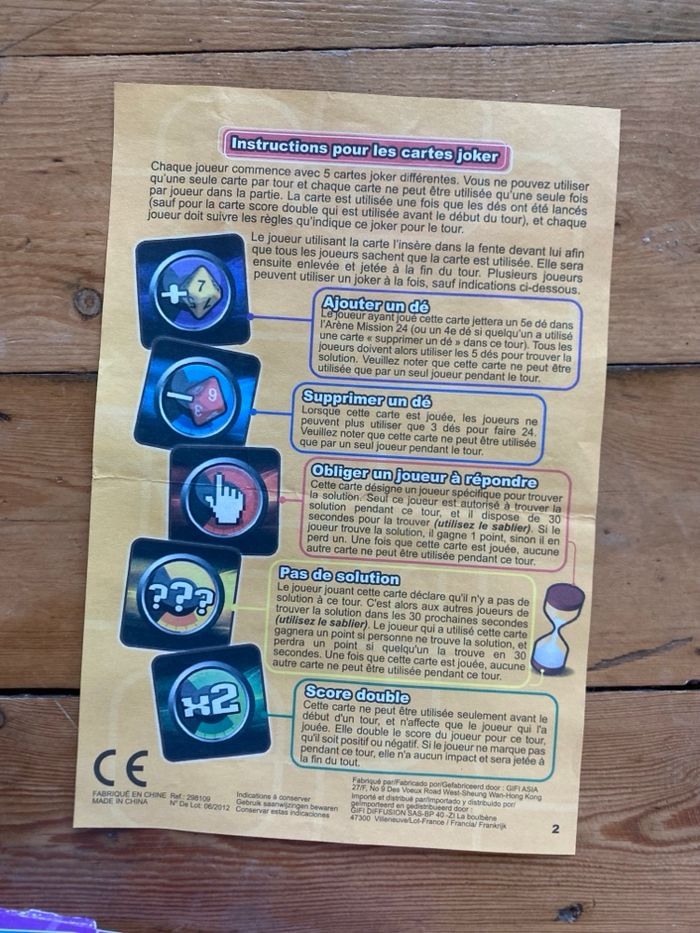 Instructions pour les cartes joker
Chaque joueur commence avec 5 cartes joker différentes. Vous ne pouvez utiliser
qu'une seule carte par tour et chaque carte ne peut être utilisée qu'une seule fois
par joueur dans la partie. La carte est utilisée une fois que les dés ont été lancés
(sauf pour la carte score double qui est utilisée avant le début du tour), et chaque
joueur doit suivre les règles qu'indique ce joker pour le tour.
Le joueur utilisant la carte l'insère dans la fente devant lui afin
que tous les joueurs sachent que la carte est utilisée. Elle sera
ensuite enlevée et jetée à la fin du tour. Plusieurs joueurs
peuvent utiliser un joker à la fois, sauf indications ci-dessous.
+ 7
Ajouter un dé
Le joueur ayant joué cette carte jettera un 5e dé dans
l'Arène Mission 24 (ou un 4e dé si quelqu'un a utilisé
une carte « supprimer un dé » dans ce tour). Tous les
joueurs doivent alors utiliser les 5 dés pour trouver la
solution. Veuillez noter que cette carte ne peut être
utilisée que par un seul joueur pendant le tour.
- 6
Supprimer un dé
Lorsque cette carte est jouée, les joueurs ne
peuvent plus utiliser que 3 dés pour faire 24.
Veuillez noter que cette carte ne peut être utilisée
que par un seul joueur pendant le tour.
Obliger un joueur à répondre
Cette carte désigne un joueur spécifique pour trouver
la solution. Seul ce joueur est autorisé à trouver la
solution pendant ce tour, et il dispose de 30
secondes pour la trouver (utilisez le sablier). Si le
joueur trouve la solution, il gagne 1 point, sinon il en
perd un. Une fois que cette carte est jouée, aucune
autre carte ne peut être utilisée pendant ce tour.
???
Pas de solution
Le joueur jouant cette carte déclare qu'il n'y a pas de
solution à ce tour. C'est alors aux autres joueurs de
trouver la solution dans les 30 prochaines secondes
(utilisez le sablier). Le joueur qui a utilisé cette carte
gagnera un point si personne ne trouve la solution, et
perdra un point si quelqu'un la trouve en 30
secondes. Une fois que cette carte est jouée, aucune
autre carte ne peut être utilisée pendant ce tour.
x2
Score double
Cette carte ne peut être utilisée seulement avant le
début d'un tour, et n'affecte que le joueur qui l'a
jouée. Elle double le score du joueur pour ce tour,
qu'il soit positif ou négatif. Si le joueur ne marque pas
pendant ce tour, elle n'a aucun impact et sera jetée à
la fin du tour.
CE
FABRIQUÉ EN CHINE
MADE IN CHINA
Ref.: 298109
N° De Lot: 06/2012
Indications à conserver
Gebruik saanwijzingen bewaren
Conservar estas indicaciones
Fabriqué par/Fabricado por/Gefabriceerd door : GIFI ASIA
27/F, No 9 Des Voeux Road West-Sheung Wan-Hong Kong
Importé et distribué par/Importado y distribuido por/
geïmporteerd en gedistribueerd door :
GIFI DIFFUSION SAS-BP 40 -ZI La boulbène
47300 Villeneuve/Lot-France / Francia/ Frankrijk
2